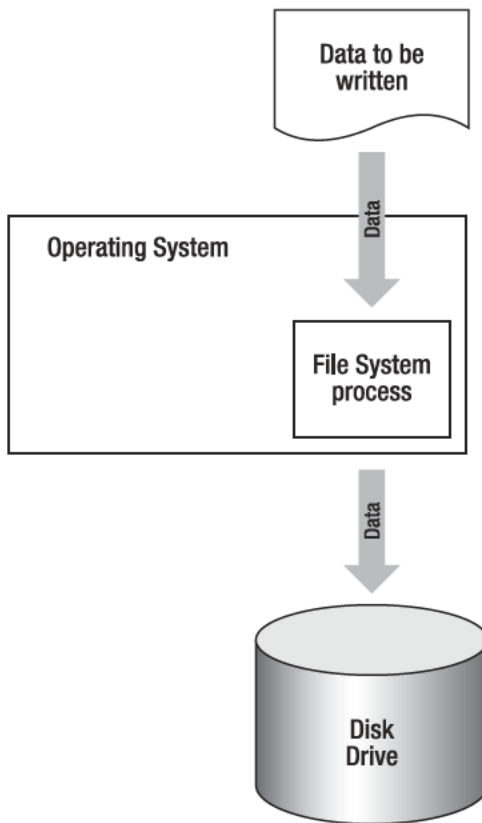 Data to be
written
Data
Operating System
File System
process
Data
Disk
Drive